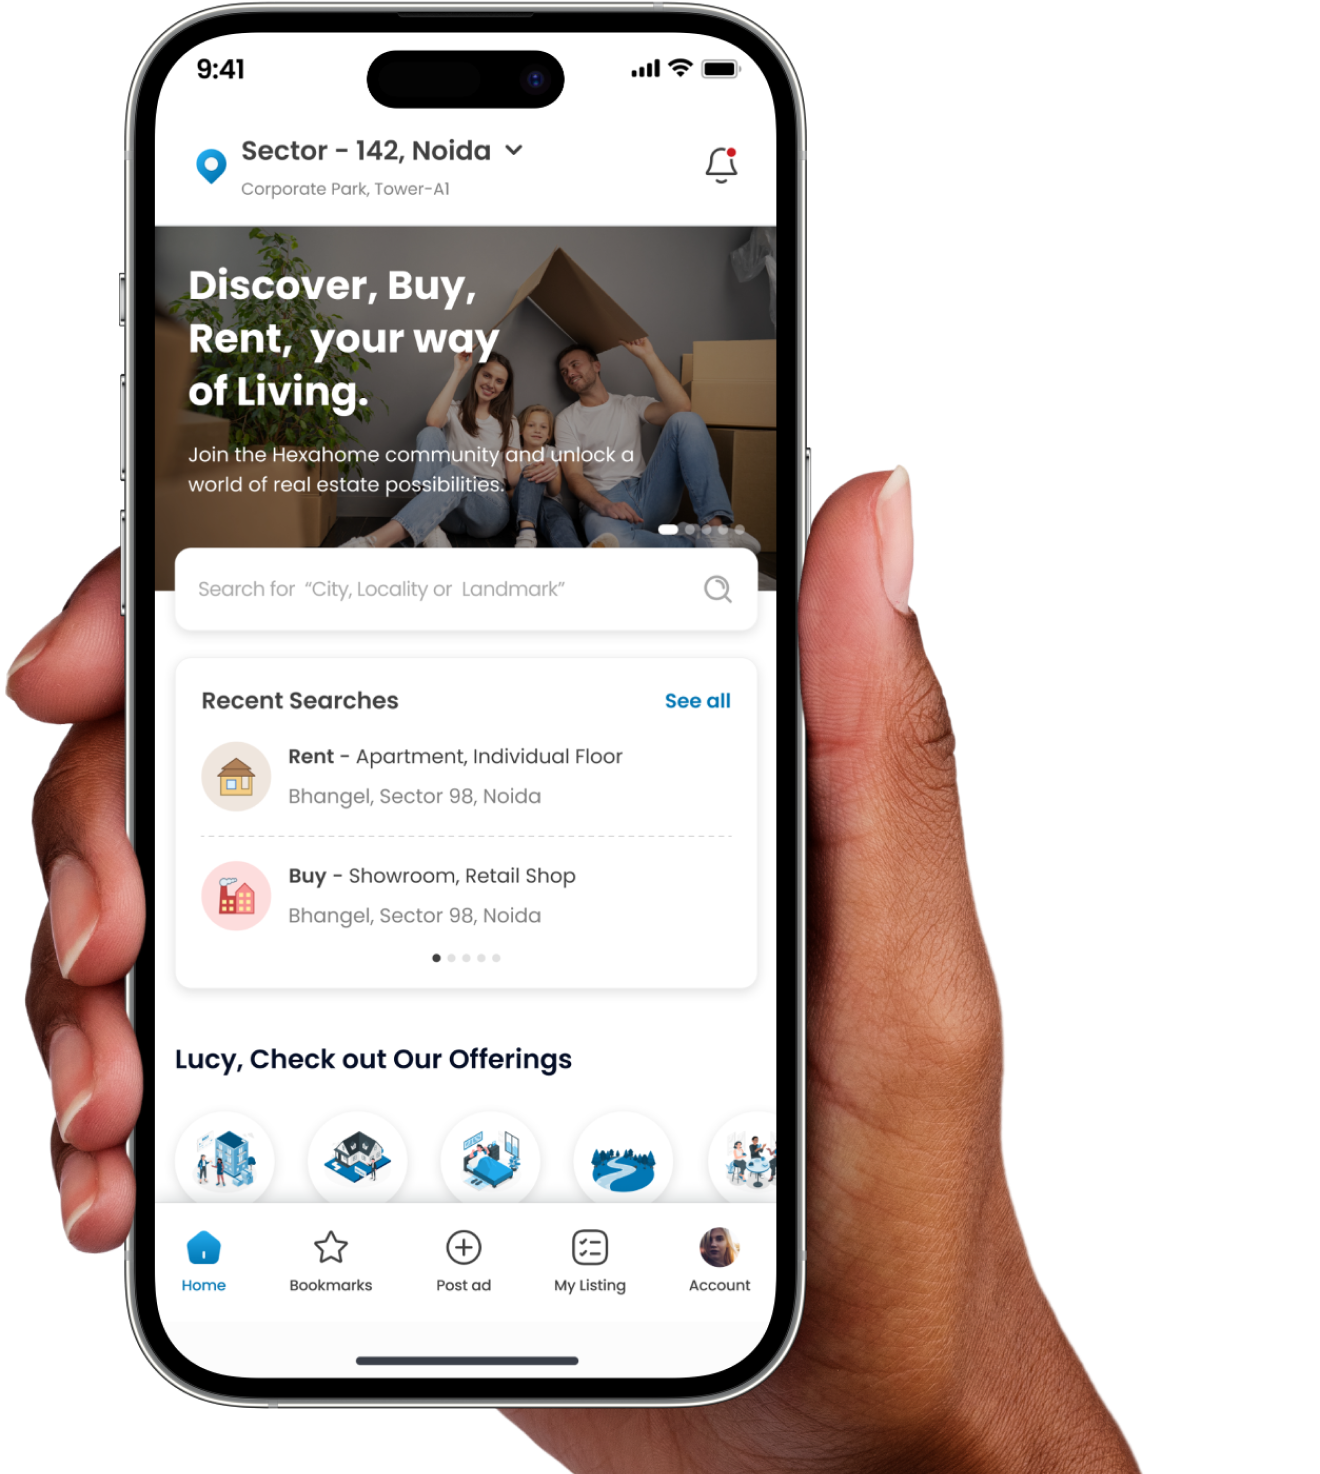 9:41
Sector - 142, Noida
Corporate Park, Tower-A1
Discover, Buy,
Rent, your way
of Living.
Join the Hexahome community and unlock a
world of real estate possibilities.
Search for “City, Locality or Landmark”
Recent Searches
See all
Rent - Apartment, Individual Floor
Bhangel, Sector 98, Noida
Buy - Showroom, Retail Shop
Bhangel, Sector 98, Noida
Lucy, Check out Our Offerings
Home
Bookmarks
Post ad
My Listing
Account